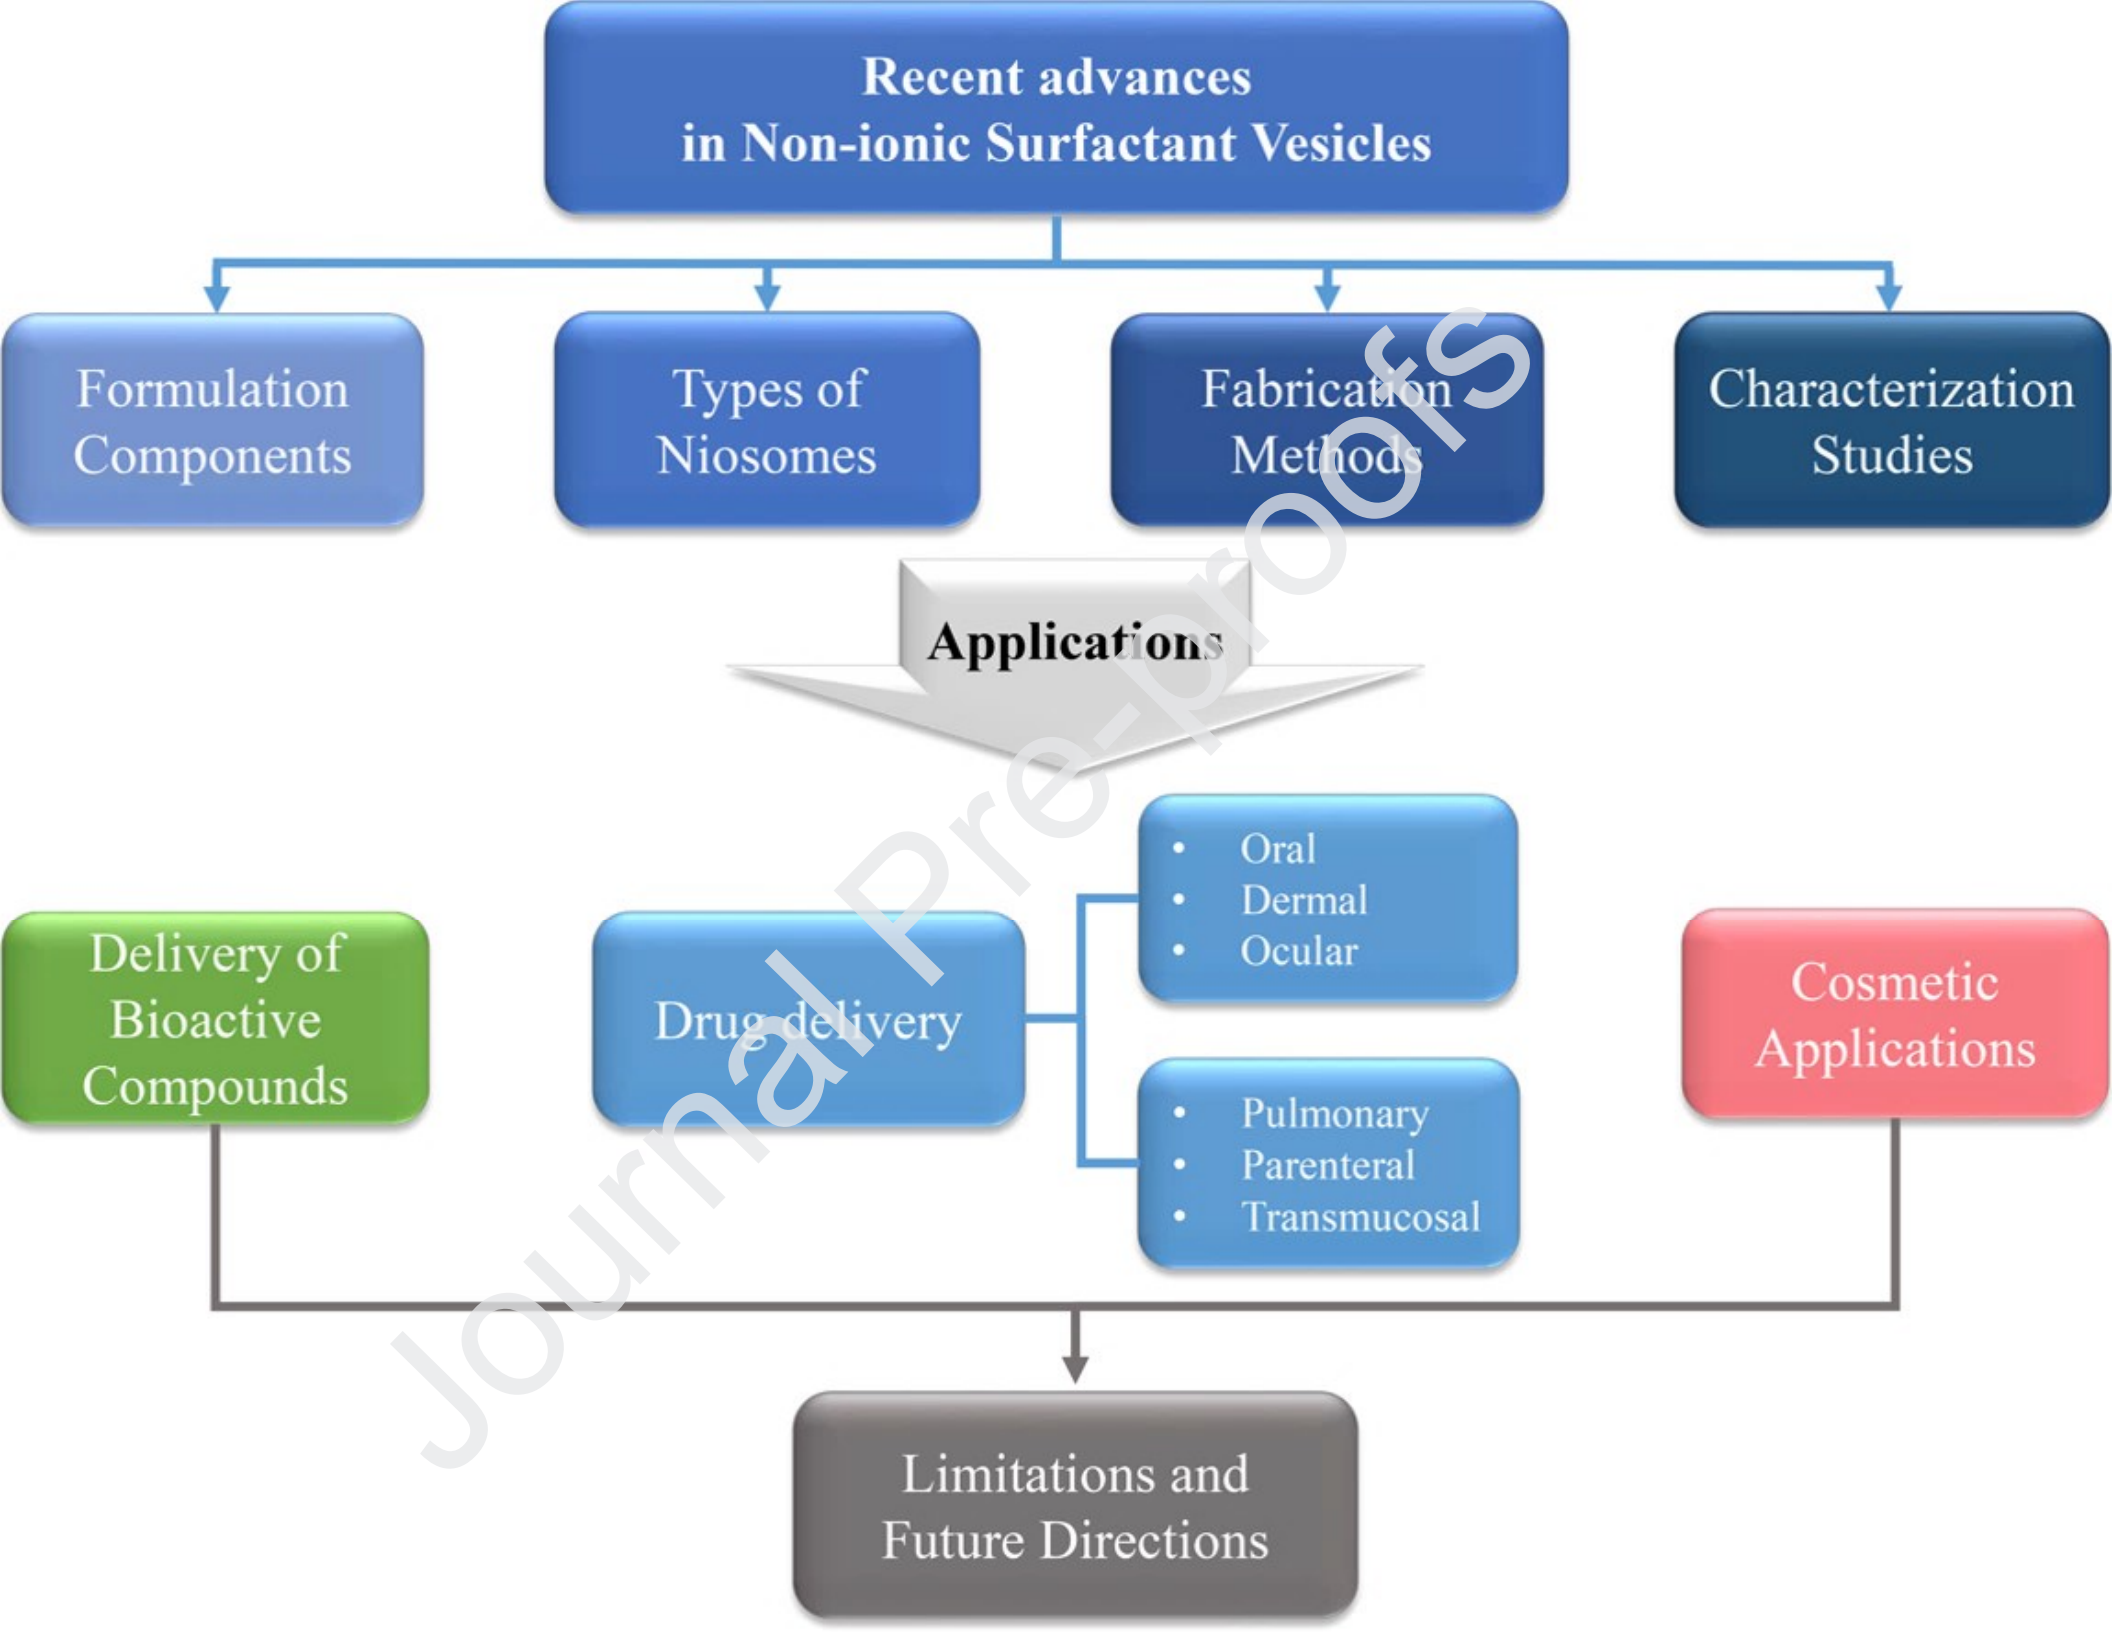 Recent advances
in Non-ionic Surfactant Vesicles
Formulation
Components
Types of
Niosomes
Fabrication
Methods
Characterization
Studies
Applications
Delivery of
Bioactive
Compounds
Drug delivery
• Oral
• Dermal
• Ocular
• Pulmonary
• Parenteral
• Transmucosal
Cosmetic
Applications
Limitations and
Future Directions
Journal Pre-proofs